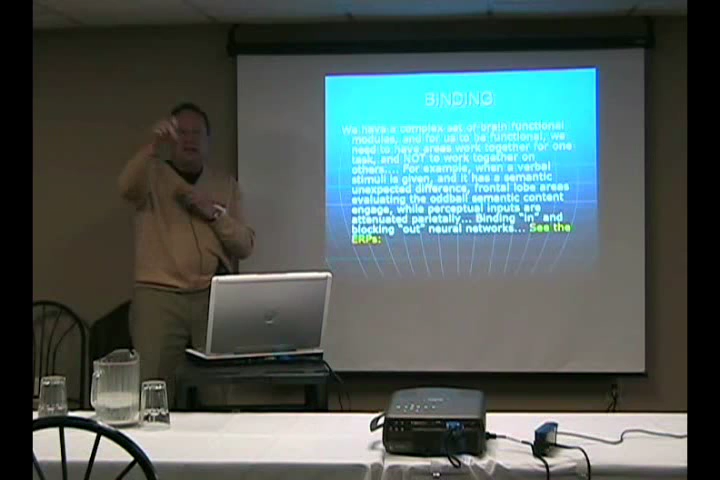 BINDING
We have a complex set of brain functional
modules, and for us to be functional, we
need to have areas work together for one
task, and NOT to work together on
others... For example, when a verbal
stimuli is given, and it has a semantic
unexpected difference, frontal lobe areas
evaluating the oddball semantic content
engage, while perceptual inputs are
attenuated parietally... Binding "in" and
blocking "out" neural networks... See the
ERPs: